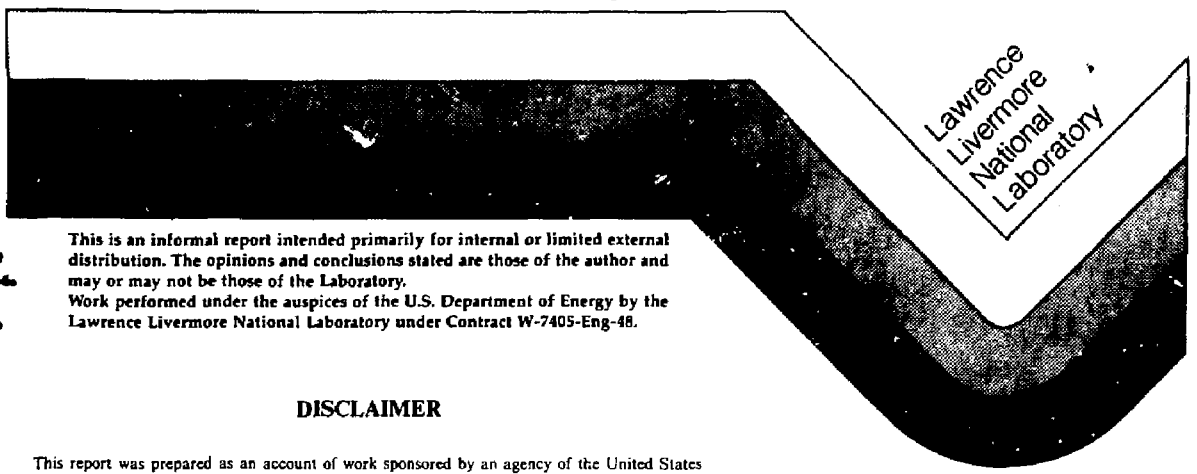 Lawrence
Livermore
National
Laboratory
This is an informal report intended primarily for internal or limited external
distribution. The opinions and conclusions stated are those of the author and
may or may not be those of the Laboratory.
Work performed under the auspices of the U.S. Department of Energy by the
Lawrence Livermore National Laboratory under Contract W-7405-Eng-48.
DISCLAIMER
This report was prepared as an account of work sponsored by an agency of the United States